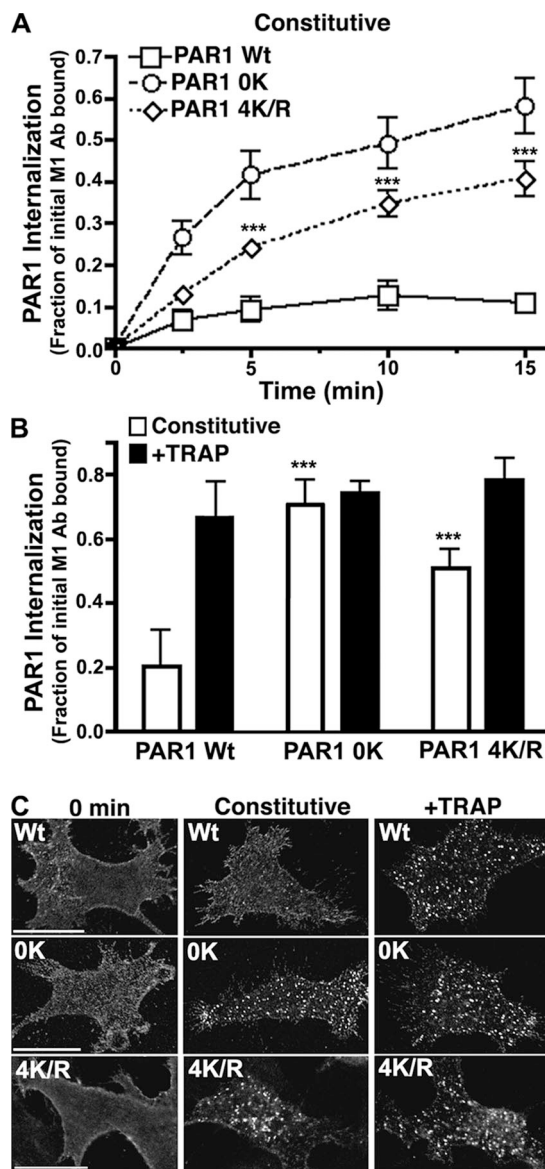 A
Constitutive
PAR1 Internalization
(Fraction of initial M1 Ab bound)
0.7
0.6
0.5
0.4
0.3
0.2
0.1
0.0
PAR1 Wt
PAR1 0K
PAR1 4K/R
***
***
***
0
5
10
15
Time (min)
B
Constitutive
+TRAP
PAR1 Internalization
(Fraction of initial M1 Ab bound)
0.8
0.6
0.4
0.2
0.0
***
***
PAR1 Wt
PAR1 0K
PAR1 4K/R
C
0 min
Constitutive
+TRAP
Wt
Wt
Wt
0K
0K
0K
4K/R
4K/R
4K/R